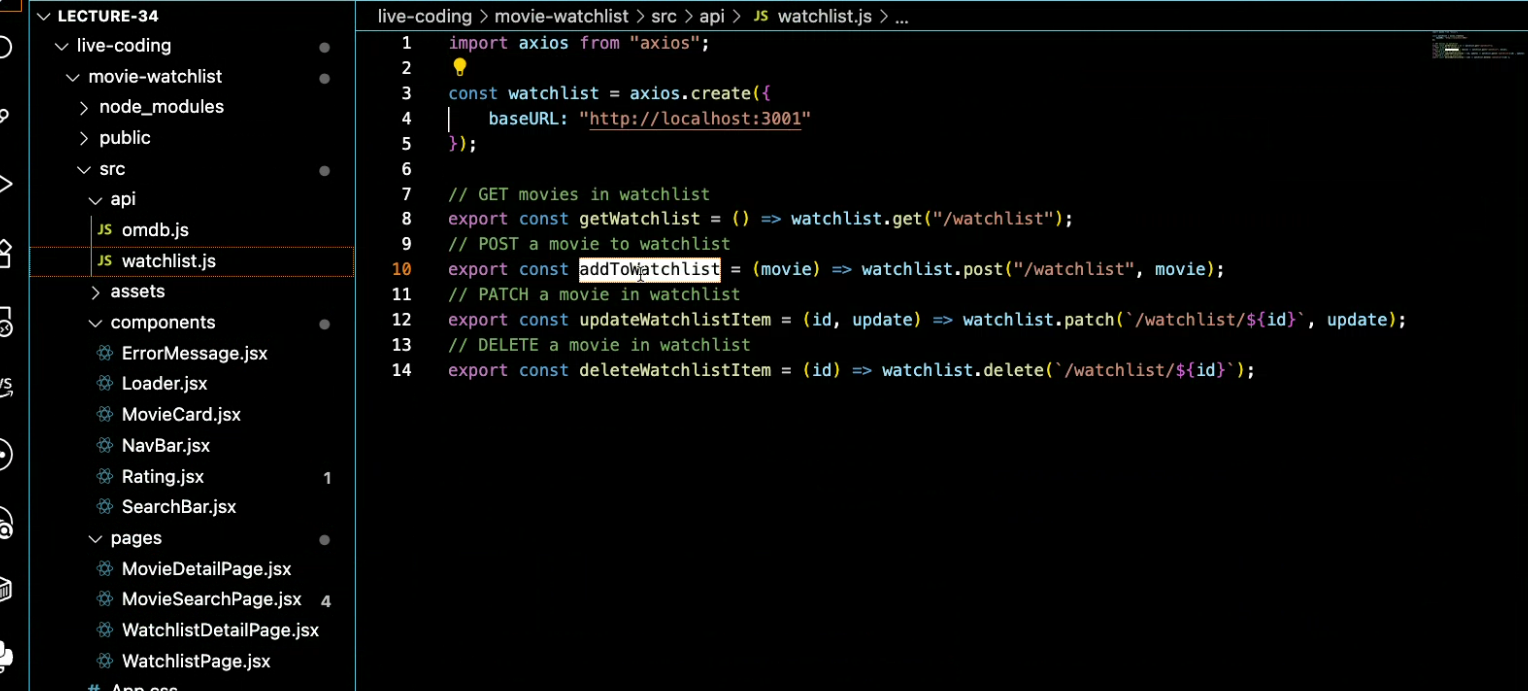 LECTURE-34
live-coding
movie-watchlist
node_modules
public
src
api
JS omdb.js
JS watchlist.js
assets
components
ErrorMessage.jsx
Loader.jsx
MovieCard.jsx
NavBar.jsx
Rating.jsx 1
SearchBar.jsx
pages
MovieDetailPage.jsx
MovieSearchPage.jsx 4
WatchlistDetailPage.jsx
WatchlistPage.jsx
# App.css
live-coding > movie-watchlist > src > api > JS watchlist.js > ...
1 import axios from "axios";
2
3 const watchlist = axios.create({
4 baseURL: "http://localhost:3001"
5 });
6
7 // GET movies in watchlist
8 export const getWatchlist = () => watchlist.get("/watchlist");
9 // POST a movie to watchlist
10 export const addToWatchlist = (movie) => watchlist.post("/watchlist", movie);
11 // PATCH a movie in watchlist
12 export const updateWatchlistItem = (id, update) => watchlist.patch(`/watchlist/${id}`, update);
13 // DELETE a movie in watchlist
14 export const deleteWatchlistItem = (id) => watchlist.delete(`/watchlist/${id}`);